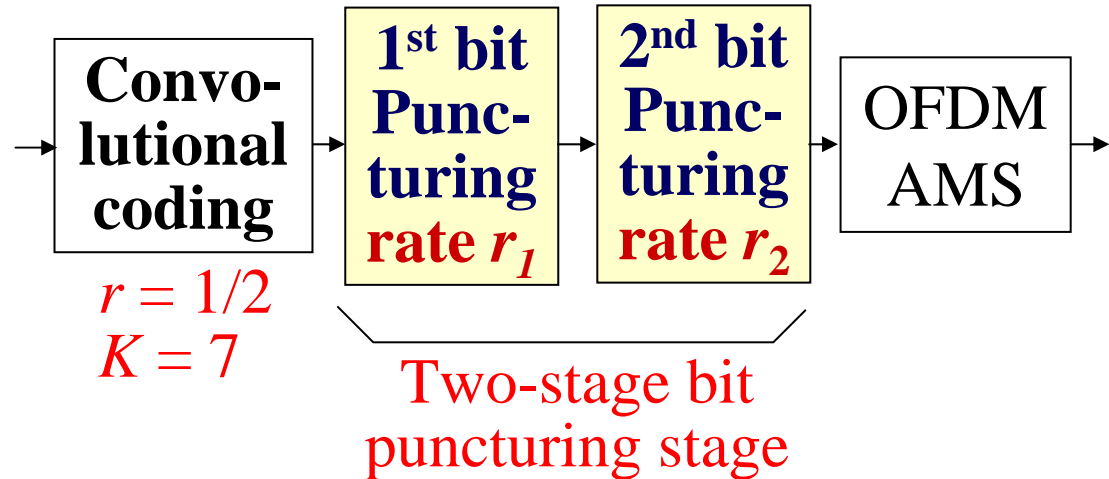 Convo-
lutional
coding
1st bit
Punc-
turing
rate r1
2nd bit
Punc-
turing
rate r2
OFDM
AMS
r = 1/2
K = 7
Two-stage bit
puncturing stage